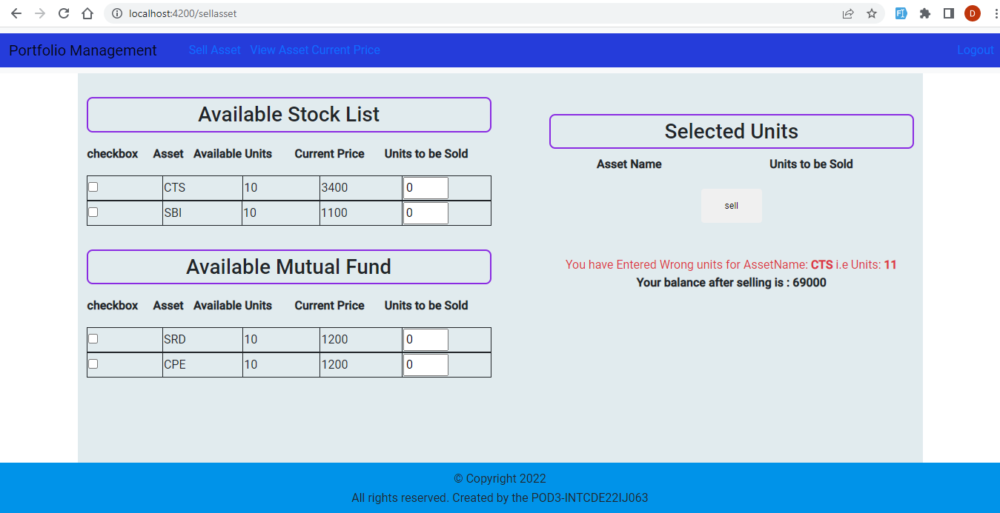 localhost:4200/sellasset
D
Portfolio Management Sell Asset View Asset Current Price Logout
Available Stock List
checkbox Asset Available Units Current Price Units to be Sold
CTS 10 3400 0
SBI 10 1100 0
Available Mutual Fund
checkbox Asset Available Units Current Price Units to be Sold
SRD 10 1200 0
CPE 10 1200 0
Selected Units
Asset Name Units to be Sold
sell
You have Entered Wrong units for AssetName: CTS i.e Units: 11
Your balance after selling is : 69000
© Copyright 2022
All rights reserved. Created by the POD3-INTCDE22IJ063